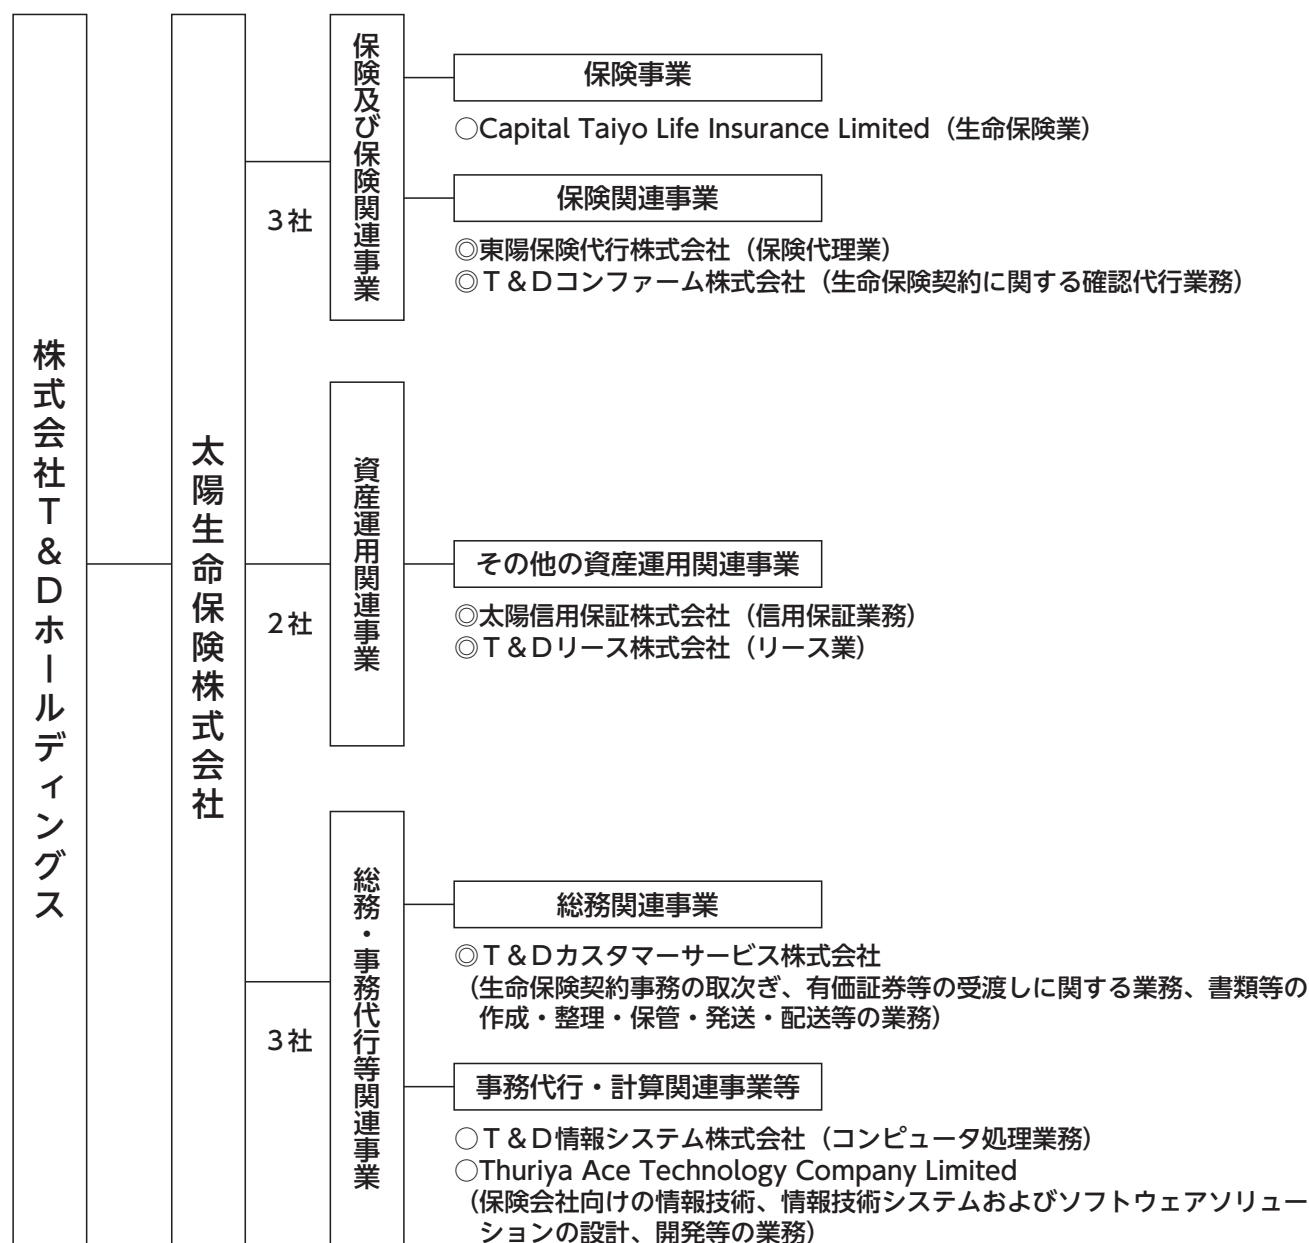 株式会社T&Dホールディングス
太陽生命保険株式会社
3社
保険及び保険関連事業
保険事業
○Capital Taiyo Life Insurance Limited（生命保険業）
保険関連事業
◎東陽保険代行株式会社（保険代理業）
◎T&Dコンファーム株式会社（生命保険契約に関する確認代行業務）
2社
資産運用関連事業
その他の資産運用関連事業
◎太陽信用保証株式会社（信用保証業務）
◎T&Dリース株式会社（リース業）
3社
総務・事務代行等関連事業
総務関連事業
◎T&Dカスタマーサービス株式会社
（生命保険契約事務の取次ぎ、有価証券等の受渡しに関する業務、書類等の
作成・整理・保管・発送・配送等の業務）
事務代行・計算関連事業等
○T&D情報システム株式会社（コンピュータ処理業務）
○Thuriya Ace Technology Company Limited
（保険会社向けの情報技術、情報技術システムおよびソフトウェアソリュー
ションの設計、開発等の業務）